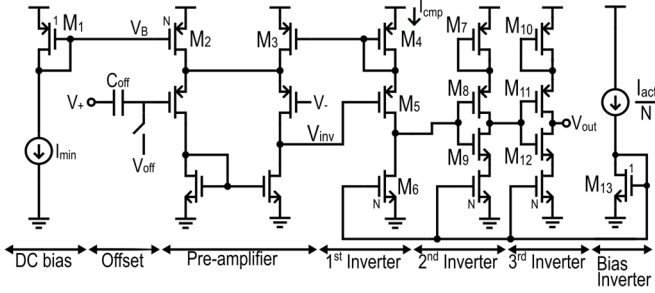 1 M1 VB N M2 M3 M4 Icmp M7 M10
Coff V+ V- M5 M8 M11 Iact
N
Imin Voff Vinv M9 M12 Vout
M6 N N N M13 1
DC bias Offset Pre-amplifier 1st Inverter 2nd Inverter 3rd Inverter Bias
Inverter